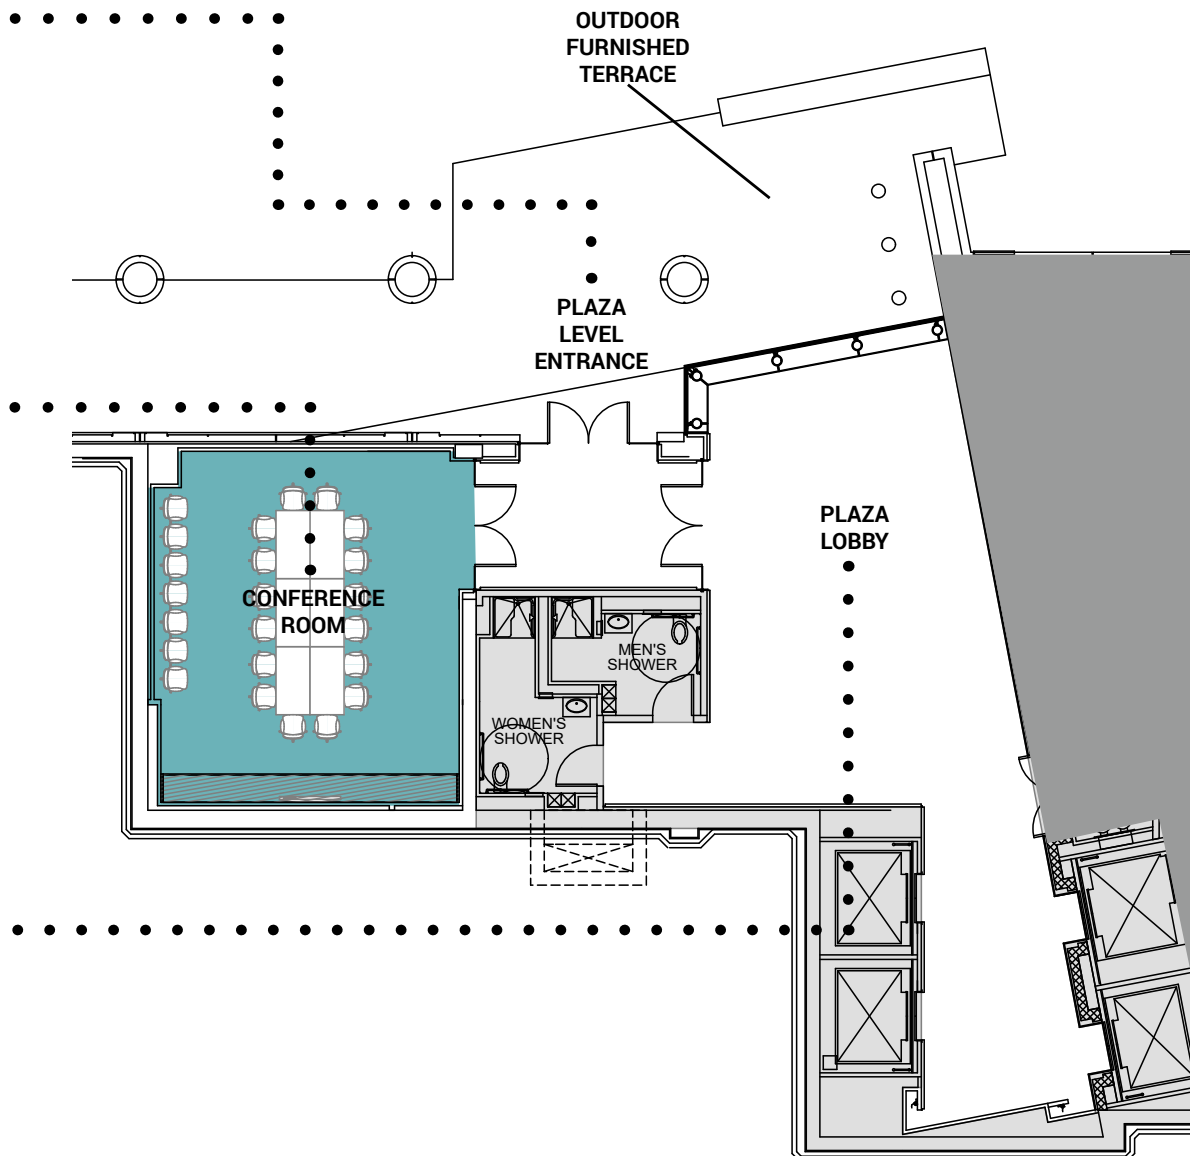 OUTDOOR
FURNISHED
TERRACE
PLAZA
LEVEL
ENTRANCE
PLAZA
LOBBY
CONFERENCE
ROOM
MEN'S
SHOWER
WOMEN'S
SHOWER